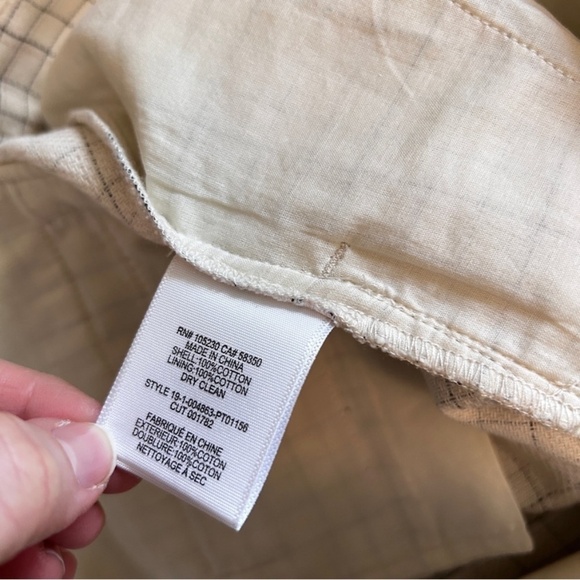 RN# 105230 CA# 58350
MADE IN CHINA
SHELL:100%COTTON
LINING:100%COTTON
DRY CLEAN
STYLE 19-1-004863-PT01156
CUT 001782
FABRIQUÉ EN CHINE
EXTERIEUR:100%COTON
DOUBLURE:100%COTON
NETTOYAGE À SEC